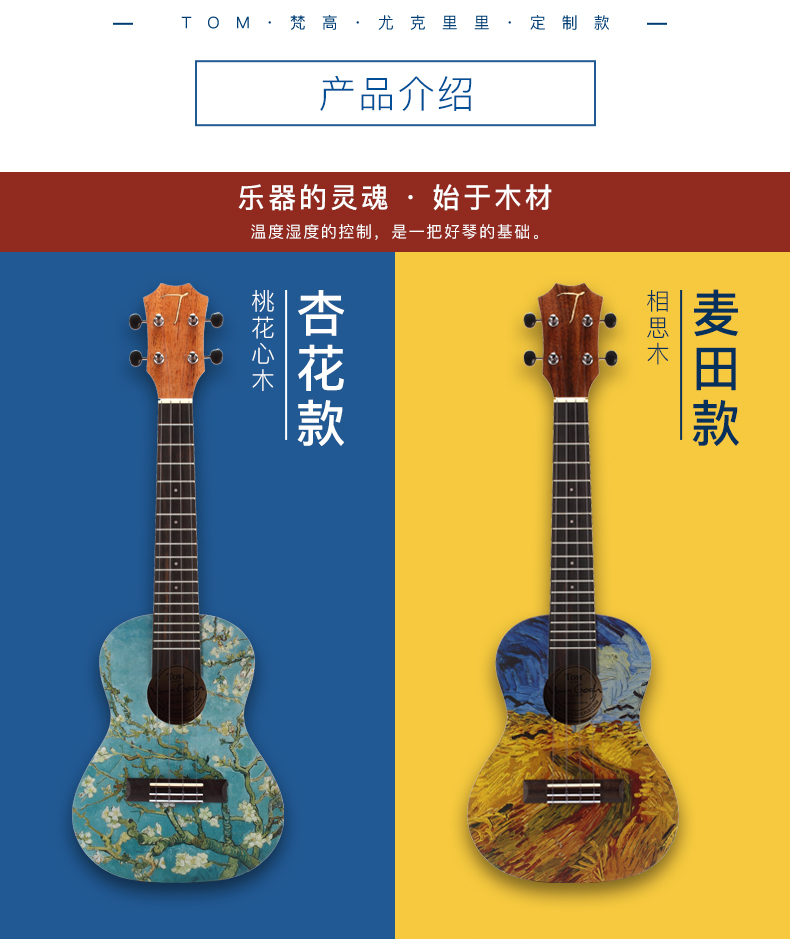 TOM·梵高·尤克里里·定制款
产品介绍
乐器的灵魂 · 始于木材
温度湿度的控制，是一把好琴的基础。
杏花款
桃花心木
麦田款
相思木
T
T